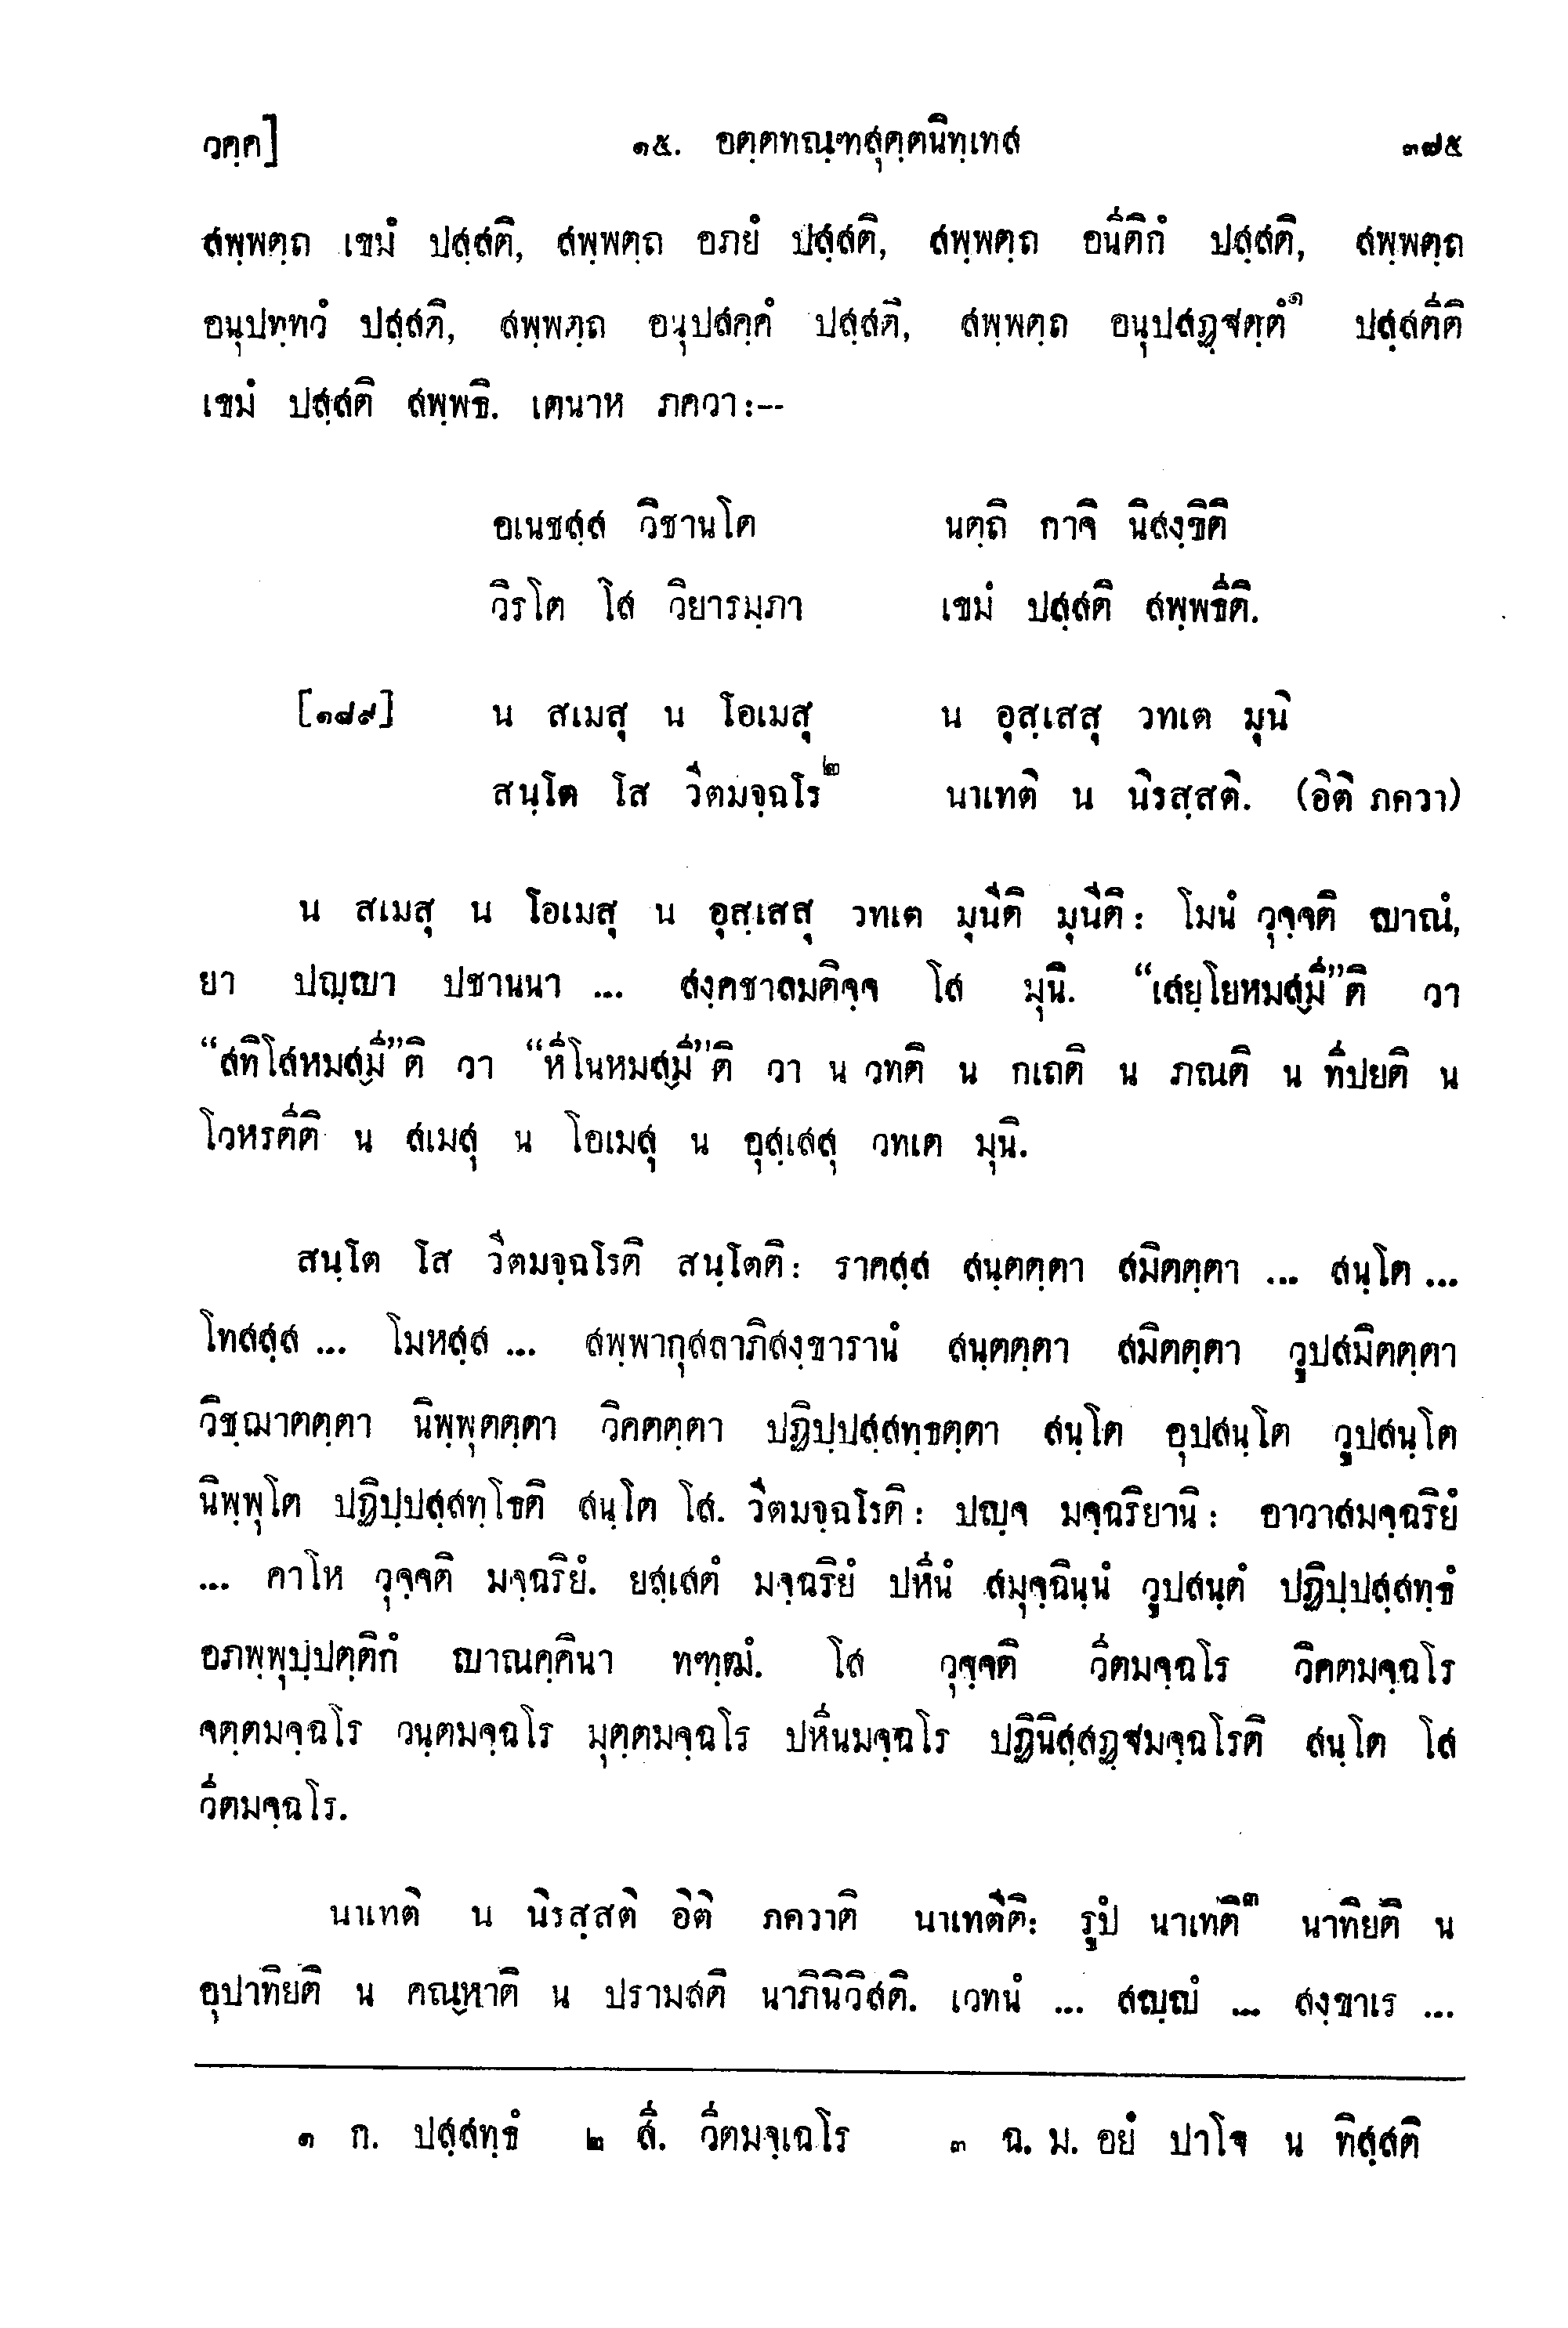 วคฺค]
๑๕. อตฺตทณฺฑสุตฺตนิทฺเทส
๓๗๕
สพฺพตฺถ เขมํ ปสฺสติ, สพฺพตฺถ อภยํ ปสฺสติ, สพฺพตฺถ อนีติกํ ปสฺสติ, สพฺพตฺถ
อนุปทฺทวํ ปสฺสติ, สพฺพตฺถ อนุปสคฺคํ ปสฺสติ, สพฺพตฺถ อนุปสฏฺฐตฺตํ๑ ปสฺสตีติ
เขมํ ปสฺสติ สพฺพธิ. เตนาห ภควา:--
อเนชสฺส วิชานโต นตฺถิ กาจิ นิสงฺขิติ
วิรโต โส วิยารมฺภา เขมํ ปสฺสติ สพฺพธีติ.
[๑๘๙] น สเมสุ น โอเมสุ น อุสฺเสสุ วทเต มุนิ
สนฺโต โส วีตมจฺฉโร๒ นาเทติ น นิรสฺสติ. (อิติ ภควา)
น สเมสุ น โอเมสุ น อุสฺเสสุ วทเต มุนีติ มุนีติ: โมนํ วุจฺจติ ญาณํ,
ยา ปญฺญา ปชานนา ... สงฺคชาลมติจฺจ โส มุนิ. “เสยฺโยหมสฺมี”ติ วา
“สทิโสหมสฺมี”ติ วา “หีโนหมสฺมี”ติ วา น วทติ น กเถติ น ภณติ น ทีปยติ น
โวหรตีติ น สเมสุ น โอเมสุ น อุสฺเสสุ วทเต มุนิ.
สนฺโต โส วีตมจฺฉโรติ สนฺโตติ: ราคสฺส สนฺตตฺตา สมิตตฺตา ... สนฺโต ...
โทสสฺส ... โมหสฺส ... สพฺพากุสลาภิสงฺขารานํ สนฺตตฺตา สมิตตฺตา วูปสมิตตฺตา
วิชฺฌาตตฺตา นิพฺพุตตฺตา วิคตตฺตา ปฏิปฺปสฺสทฺธตฺตา สนฺโต อุปสนฺโต วูปสนฺโต
นิพฺพุโต ปฏิปฺปสฺสทฺโธติ สนฺโต โส. วีตมจฺฉโรติ: ปญฺจ มจฺฉริยานิ: อาวาสมจฺฉริยํ
... คาโห วุจฺจติ มจฺฉริยํ. ยสฺเสตํ มจฺฉริยํ ปหีนํ สมุจฺฉินฺนํ วูปสนฺตํ ปฏิปฺปสฺสทฺธํ
อภพฺพุปฺปตฺติกํ ญาณคฺคินา ทฑฺฒํ. โส วุจฺจติ วีตมจฺฉโร วิคตมจฺฉโร
จตฺตมจฺฉโร วนฺตมจฺฉโร มุตฺตมจฺฉโร ปหีนมจฺฉโร ปฏินิสฺสฏฺฐมจฺฉโรติ สนฺโต โส
วีตมจฺฉโร.
นาเทติ น นิรสฺสติ อิติ ภควาติ นาเทตีติ: รูปํ นาเทติ๓ นาทิยติ น
อุปาทิยติ น คณฺหาติ น ปรามสติ นาภินิวิสติ. เวทนํ ... สญฺญํ ... สงฺขาเร ...
๑ ก. ปสฺสทฺธํ ๒ สี. วีตมจฺเฉโร ๓ ฉ. ม. อยํ ปาโฐ น ทิสฺสติ